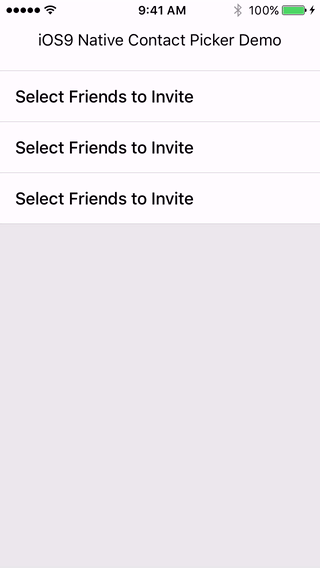 9:41 AM 100%
iOS9 Native Contact Picker Demo
Select Friends to Invite
Select Friends to Invite
Select Friends to Invite